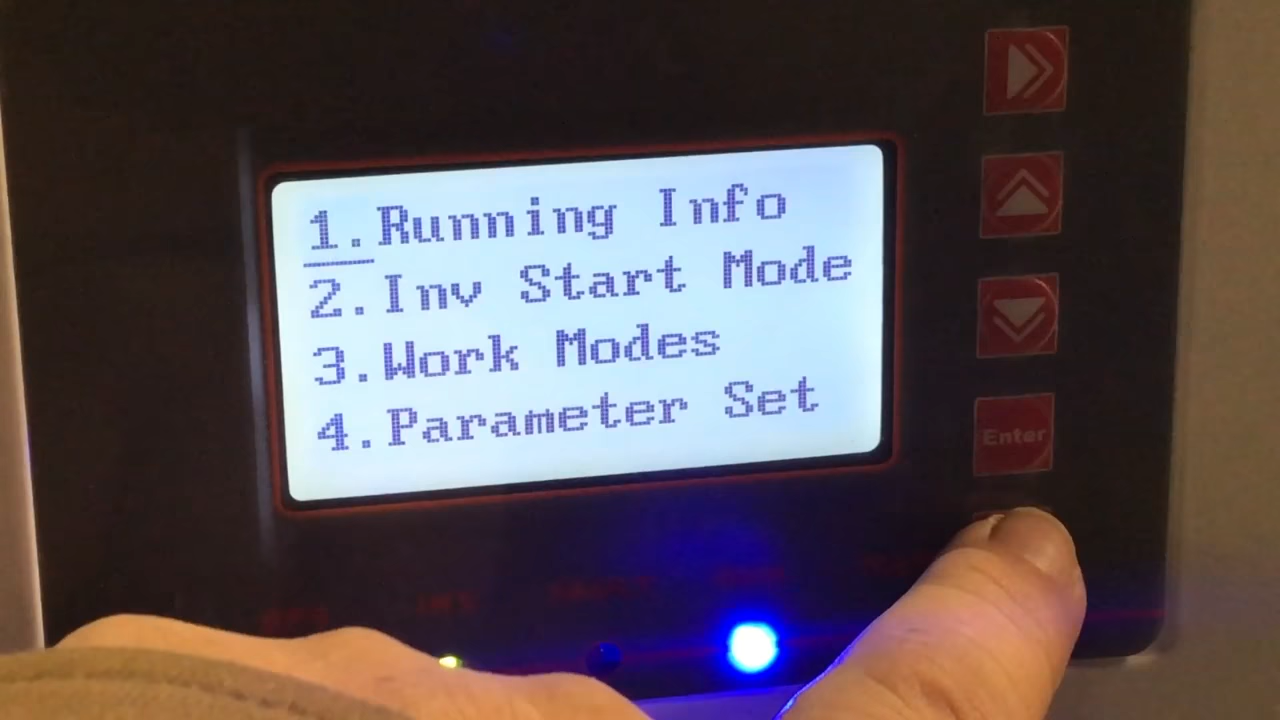 1.Running Info
2.Inv Start Mode
3.Work Modes
4.Parameter Set
Enter